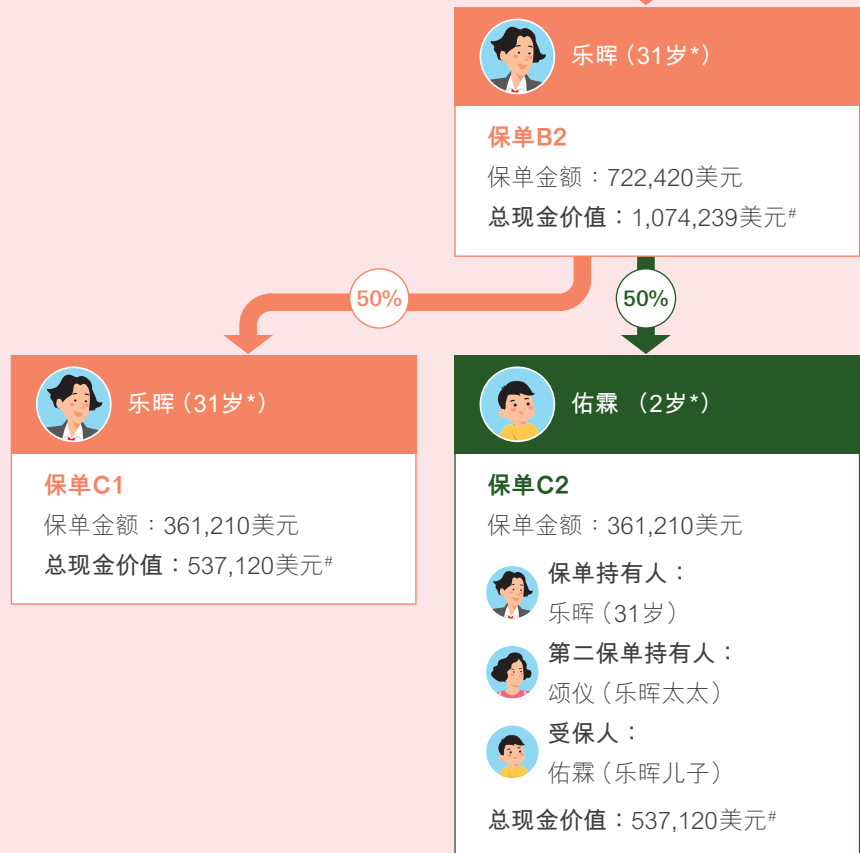 乐晖（31岁*）
保单B2
保单金额：722,420美元
总现金价值：1,074,239美元#
50%
50%
乐晖（31岁*）
保单C1
保单金额：361,210美元
总现金价值：537,120美元#
佑霖 （2岁*）
保单C2
保单金额：361,210美元
保单持有人：
乐晖（31岁）
第二保单持有人：
颂仪（乐晖太太）
受保人：
佑霖（乐晖儿子）
总现金价值：537,120美元#